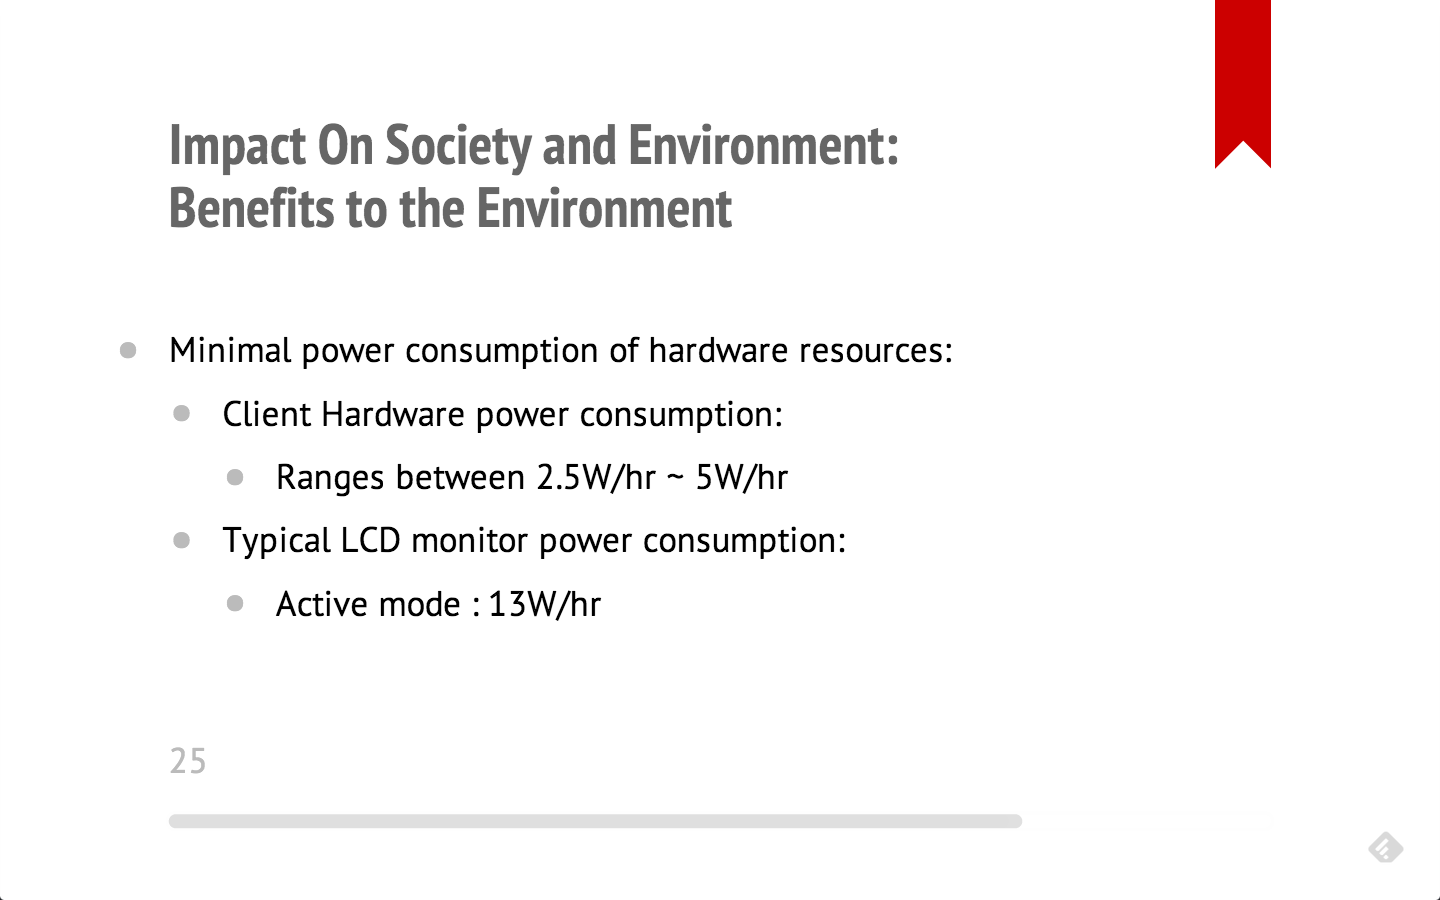 Impact On Society and Environment:
Benefits to the Environment
Minimal power consumption of hardware resources:
Client Hardware power consumption:
Ranges between 2.5W/hr ~ 5W/hr
Typical LCD monitor power consumption:
Active mode : 13W/hr
25